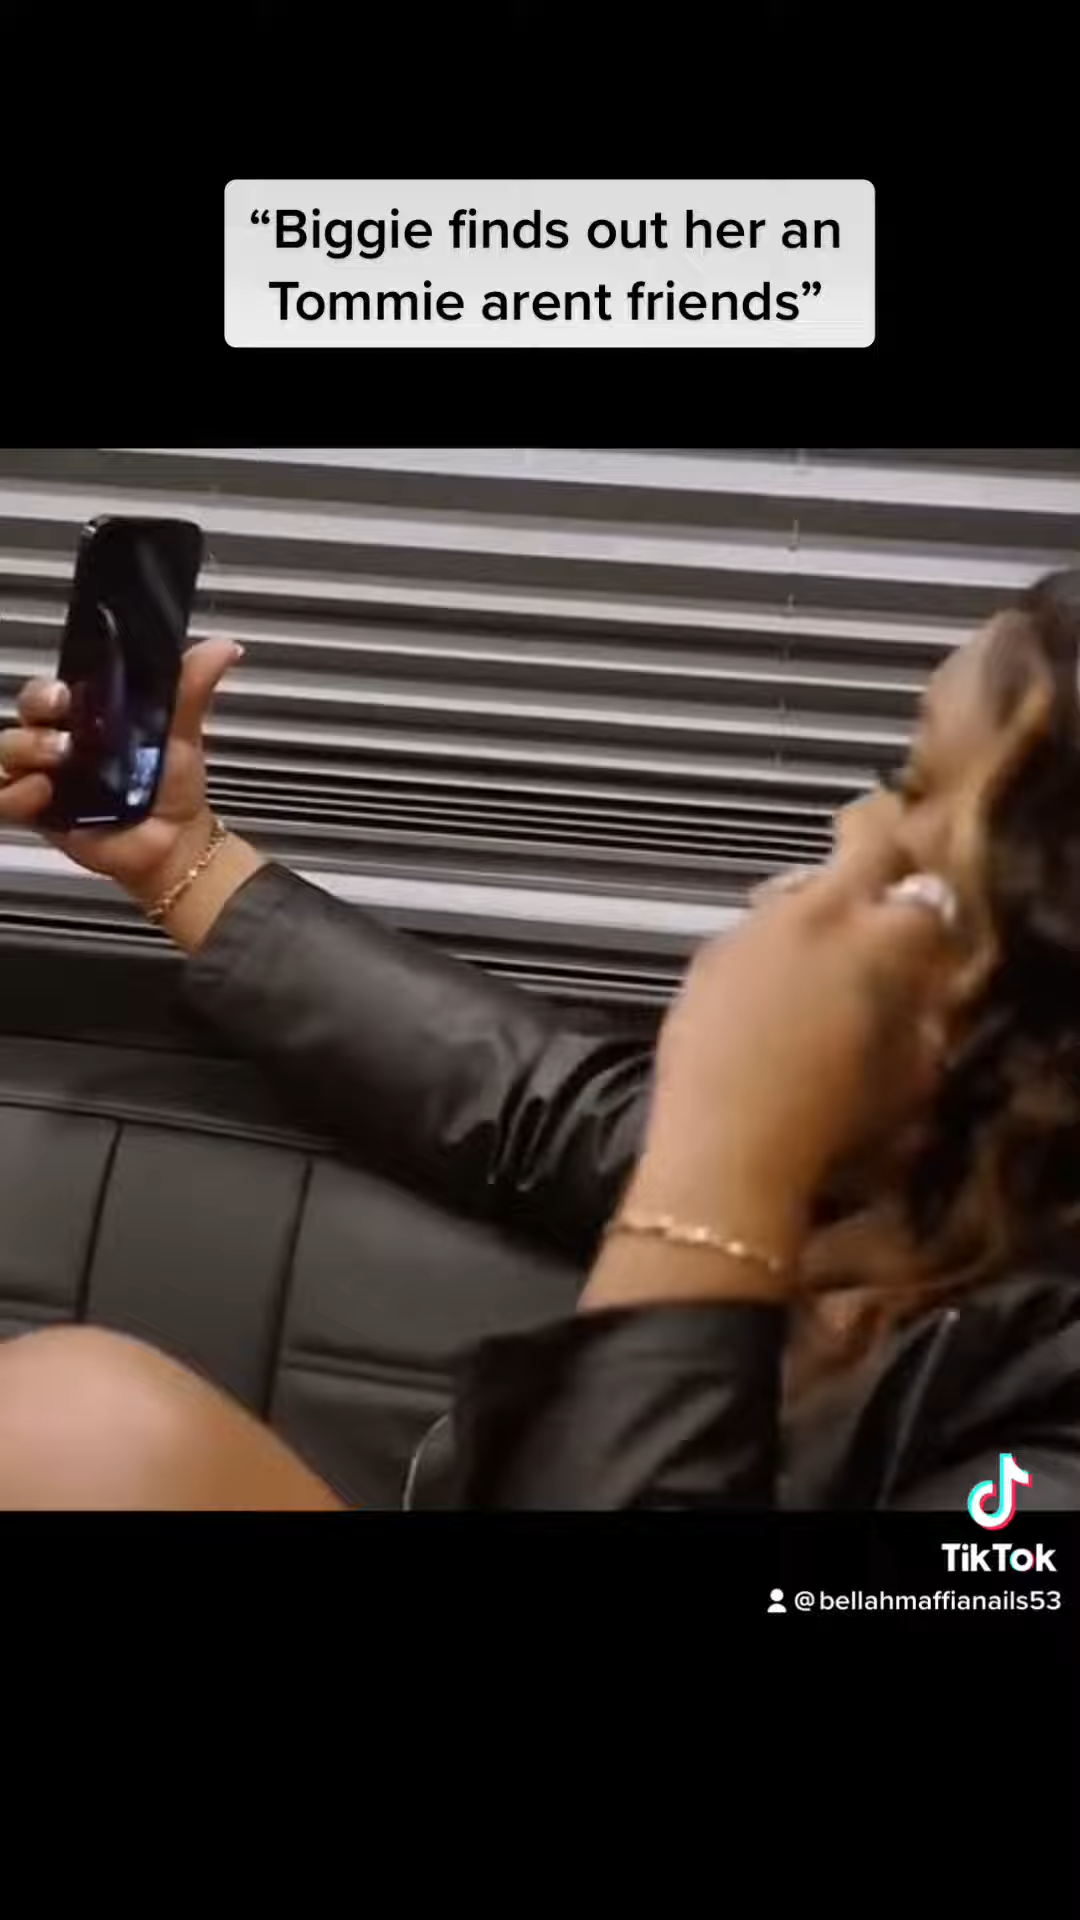 “Biggie finds out her an
Tommie arent friends”
TikTok
@bellahmaffianails53